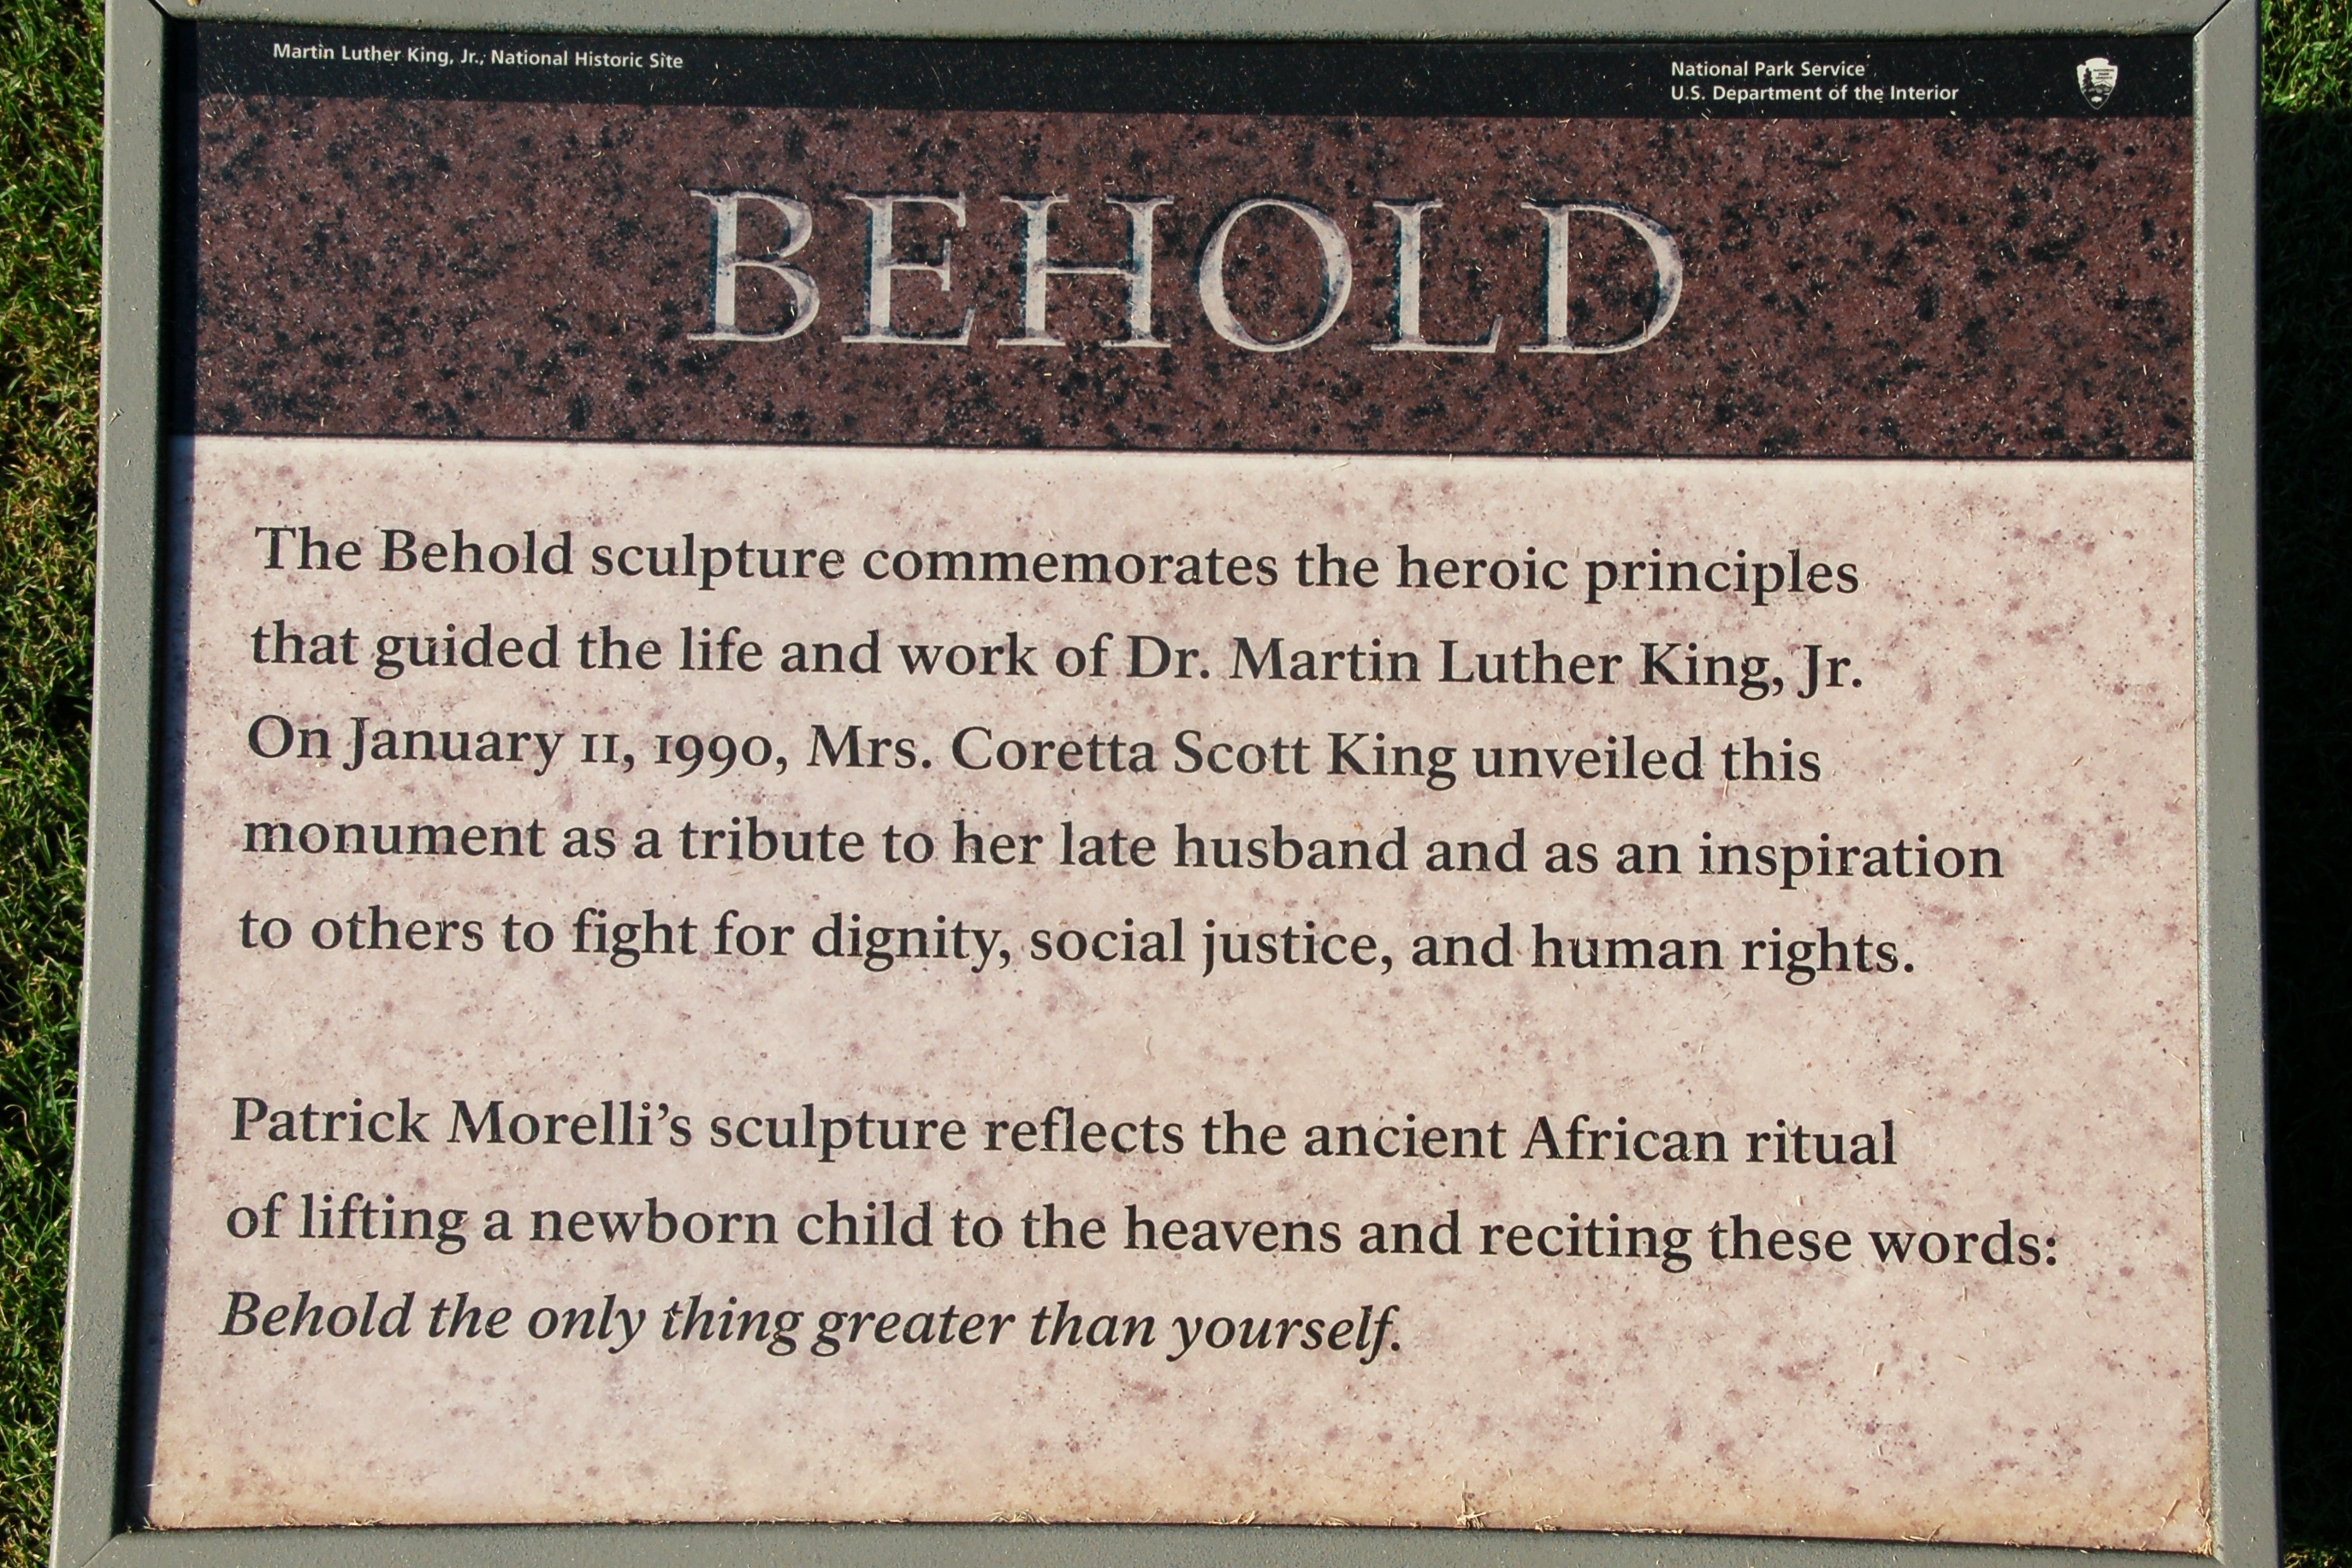 Martin Luther King, Jr., National Historic Site
National Park Service
U.S. Department of the Interior
BEHOLD
The Behold sculpture commemorates the heroic principles
that guided the life and work of Dr. Martin Luther King, Jr.
On January 11, 1990, Mrs. Coretta Scott King unveiled this
monument as a tribute to her late husband and as an inspiration
to others to fight for dignity, social justice, and human rights.
Patrick Morelli’s sculpture reflects the ancient African ritual
of lifting a newborn child to the heavens and reciting these words:
Behold the only thing greater than yourself.